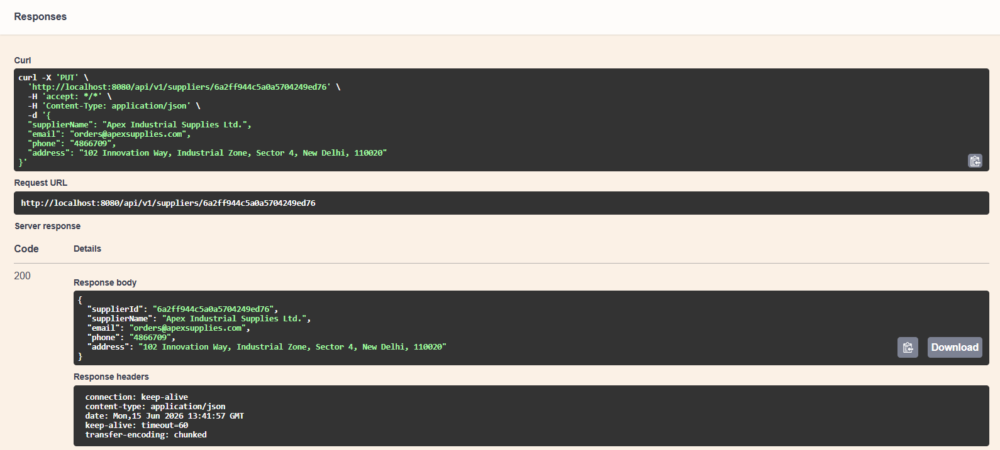 Responses
Curl
curl -X 'PUT' \
  'http://localhost:8080/api/v1/suppliers/6a2ff944c5a0a5704249ed76' \
  -H 'accept: */*' \
  -H 'Content-Type: application/json' \
  -d '{
  "supplierName": "Apex Industrial Supplies Ltd.",
  "email": "orders@apexsupplies.com",
  "phone": "4866709",
  "address": "102 Innovation Way, Industrial Zone, Sector 4, New Delhi, 110020"
}'
Request URL
http://localhost:8080/api/v1/suppliers/6a2ff944c5a0a5704249ed76
Server response
Code Details
200
Response body
{
  "supplierId": "6a2ff944c5a0a5704249ed76",
  "supplierName": "Apex Industrial Supplies Ltd.",
  "email": "orders@apexsupplies.com",
  "phone": "4866709",
  "address": "102 Innovation Way, Industrial Zone, Sector 4, New Delhi, 110020"
}
Download
Response headers
connection: keep-alive
content-type: application/json
date: Mon,15 Jun 2026 13:41:57 GMT
keep-alive: timeout=60
transfer-encoding: chunked